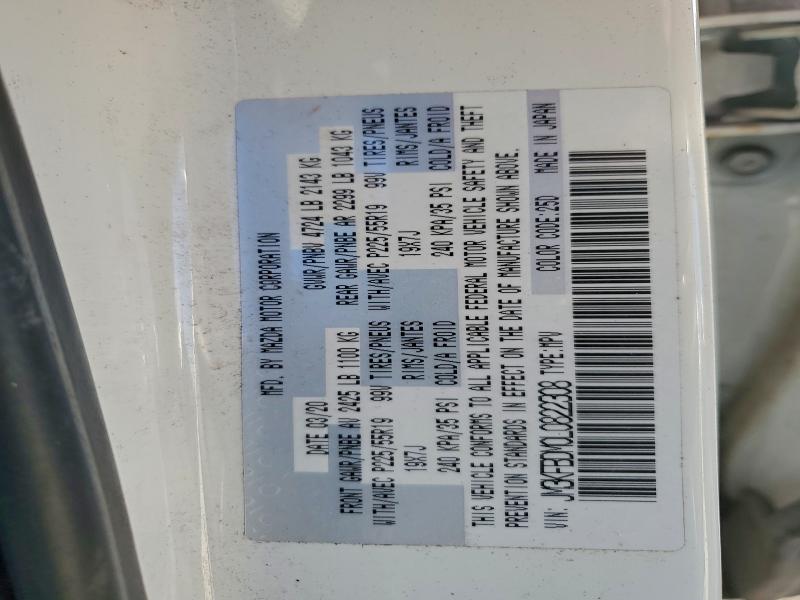 MFD. BY MAZDA MOTOR CORPORATION
DATE 03/20 GVWR/PNBV 4724 LB 2143 KG
FRONT GAWR/PNBE AV 2425 LB 1100 KG REAR GAWR/PNBE AR 2299 LB 1043 KG
WITH/AVEC P225/55R19 99V TIRES/PNEUS WITH/AVEC P225/55R19 99V TIRES/PNEUS
19X7J RIMS/JANTES 19X7J RIMS/JANTES
240 KPA/35 PSI COLD/A FROID 240 KPA/35 PSI COLD/A FROID
THIS VEHICLE CONFORMS TO ALL APPLICABLE FEDERAL MOTOR VEHICLE SAFETY AND THEFT
PREVENTION STANDARDS IN EFFECT ON THE DATE OF MANUFACTURE SHOWN ABOVE.
COLOR CODE:25D MADE IN JAPAN
VIN: JM3KFBDM0L0822308 TYPE:MPV